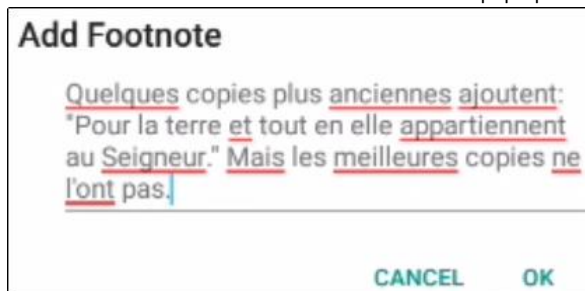 Add Footnote
Quelques copies plus anciennes ajoutent:
"Pour la terre et tout en elle appartiennent
au Seigneur." Mais les meilleures copies ne
l'ont pas.
CANCEL OK